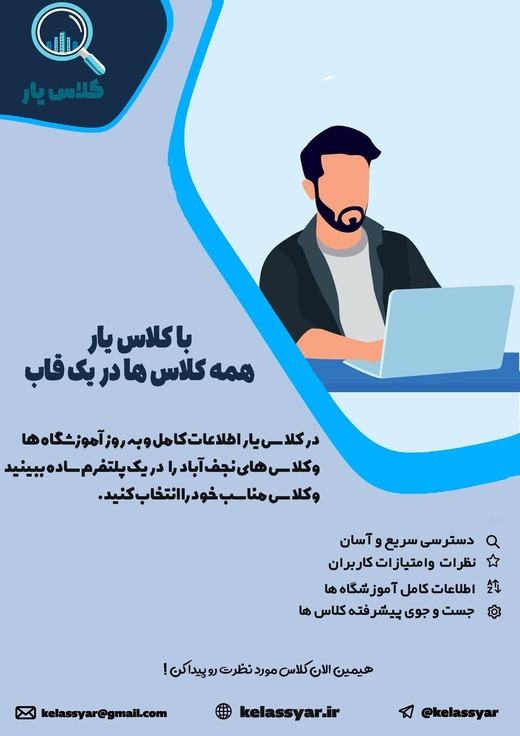 کلاس یار
با کلاس یار
همه کلاس ها در یک قاب
در کلاس یار اطلاعات کامل و به روز آموزشگاه ها
و کلاس های نجف آباد را در یک پلتفرم ساده ببینید
و کلاس مناسب خود را انتخاب کنید.
دسترسی سریع و آسان
نظرات وامتیازات کاربران
اطلاعات کامل آموزشگاه ها
جست و جوی پیشرفته کلاس ها
همین الان کلاس مورد نظرت رو پیدا کن !
kelassyar@gmail.com
kelassyar.ir
@kelassyar